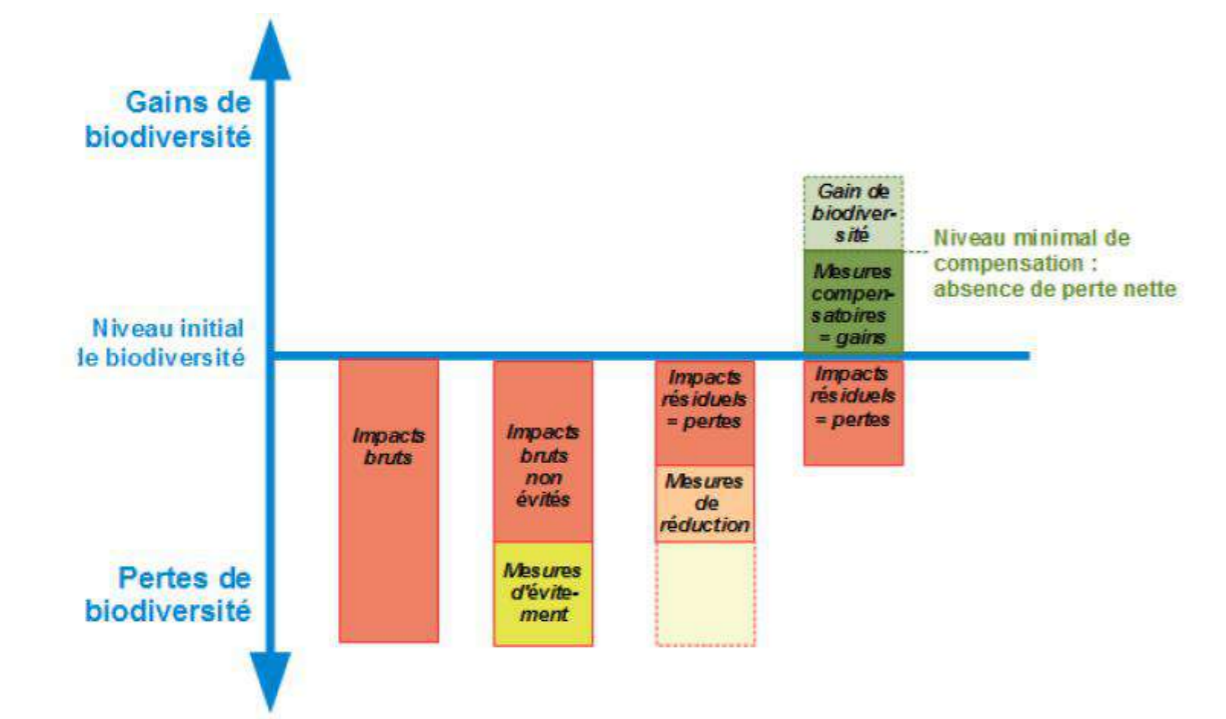 Gains de
biodiversité
Gain de
biodiver-
sité
Niveau minimal de
compensation :
absence de perte nette
Mesures
compen-
satoires
= gains
Niveau initial
de biodiversité
Impacts
bruts
Impacts
bruts
non
évités
Mesures
d'évite-
ment
Impacts
résiduels
= pertes
Mesures
de
réduction
Impacts
résiduels
= pertes
Pertes de
biodiversité